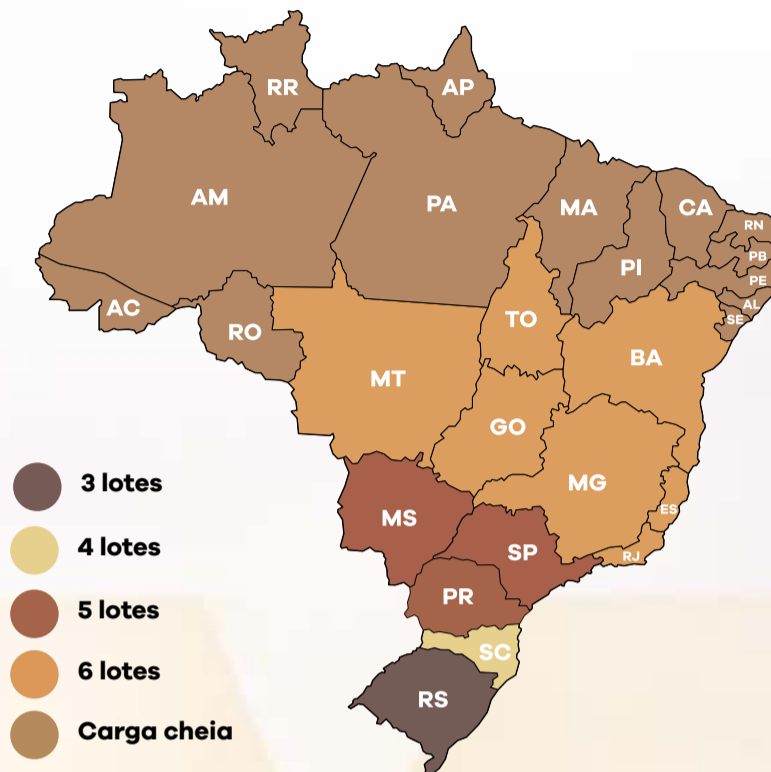 RR
AP
AM
PA
MA
CA
RN
PB
PI
PE
AL
SE
AC
RO
TO
BA
MT
GO
MG
ES
MS
SP
RJ
PR
SC
RS
3 lotes
4 lotes
5 lotes
6 lotes
Carga cheia